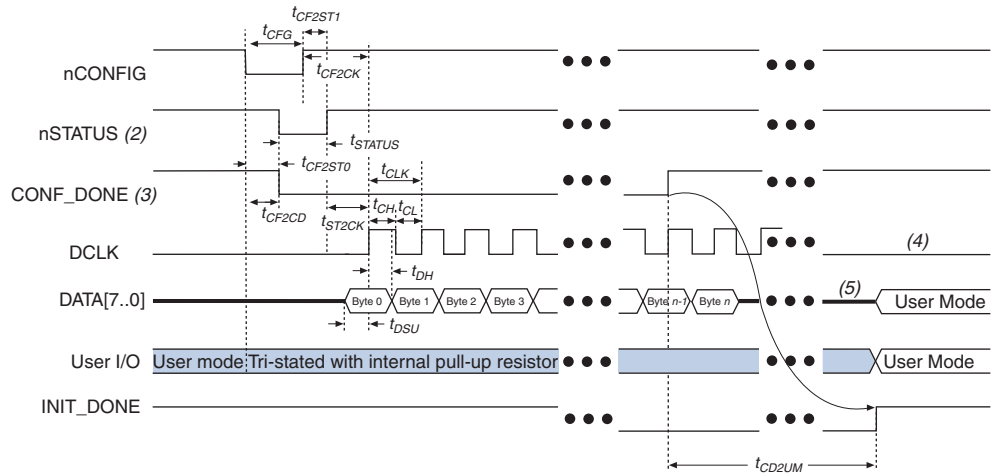 tCF2ST1
tCFG
nCONFIG
tCF2CK
nSTATUS (2)
tSTATUS
tCF2ST0
tCLK
CONF_DONE (3)
tCF2CD
tST2CK
tCH
tCL
DCLK
(4)
tDH
DATA[7..0]
Byte 0
Byte 1
Byte 2
Byte 3
Byte n-1
Byte n
(5)
User Mode
tDSU
User I/O
User mode
Tri-stated with internal pull-up resistor
User Mode
INIT_DONE
tCD2UM